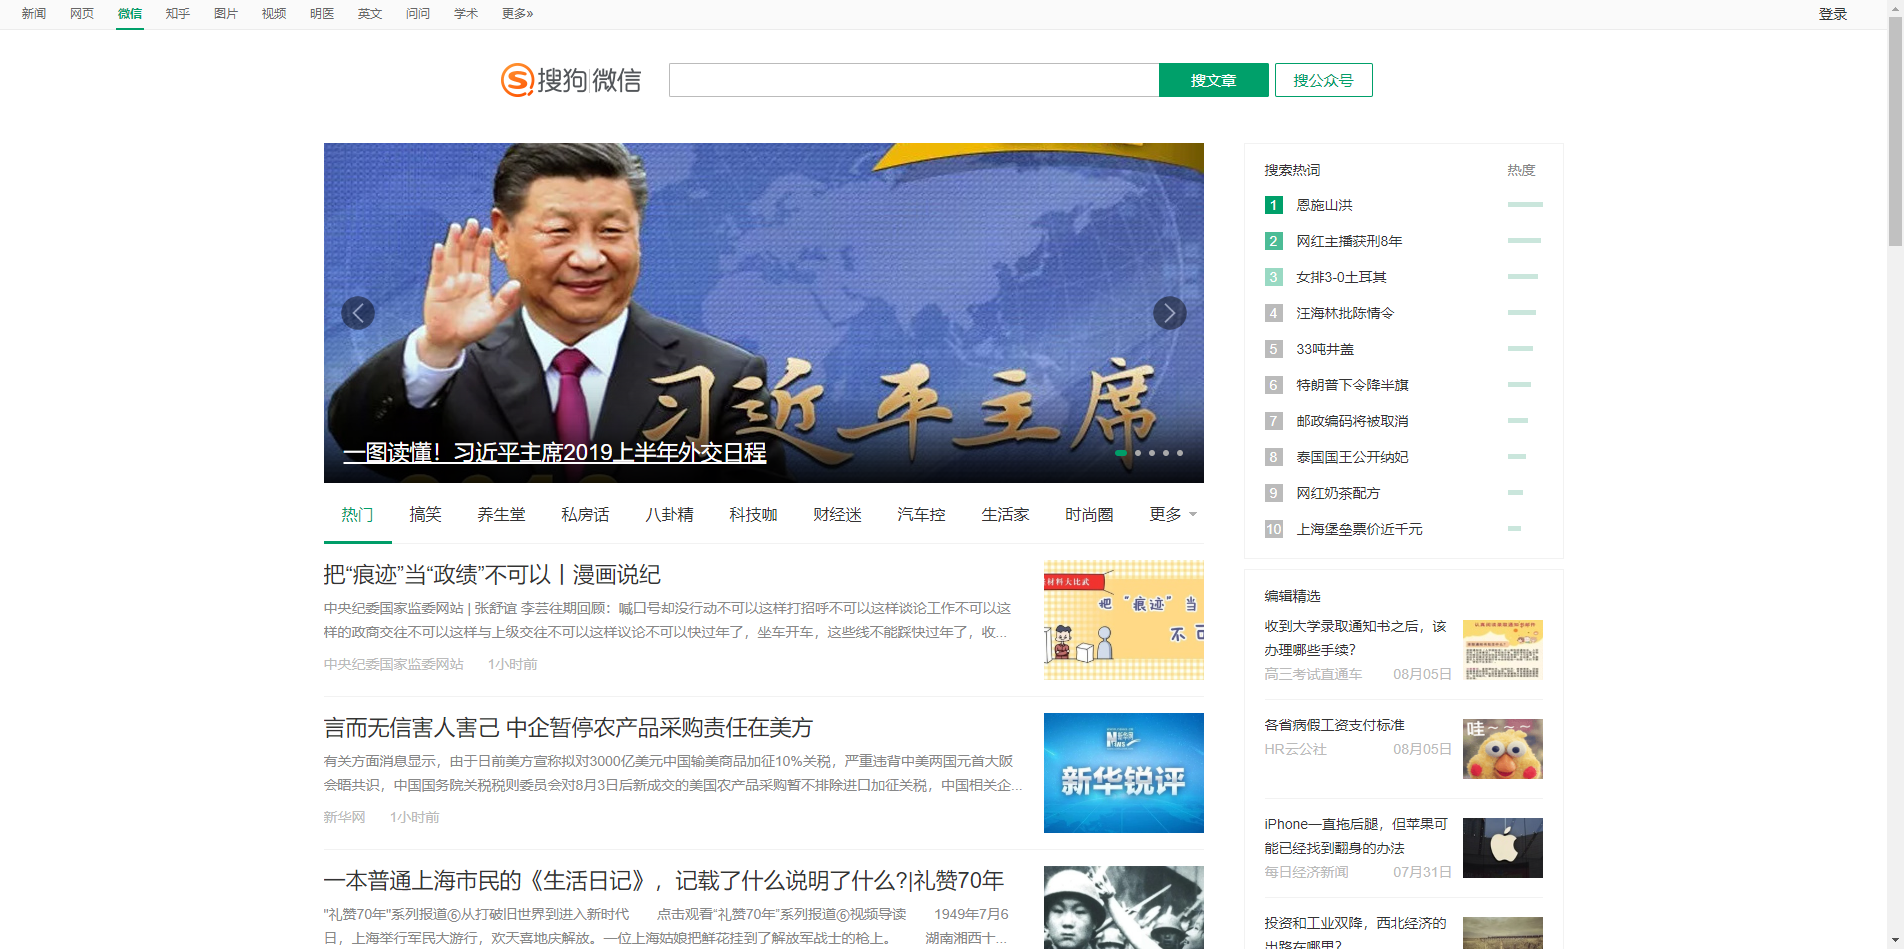 新闻 网页 微信 知乎 图片 视频 明医 英文 问问 学术 更多» 登录
搜狗 微信 搜文章 搜公众号
习近平主席
一图读懂！习近平主席2019上半年外交日程
热门 搞笑 养生堂 私房话 八卦精 科技咖 财经迷 汽车控 生活家 时尚圈 更多
把“痕迹”当“政绩”不可以丨漫画说纪
中央纪委国家监委网站 | 张舒谊 李芸往期回顾：喊口号却没行动不可以这样打招呼不可以这样谈论工作不可以这
样的政商交往不可以这样与上级交往不可以这样议论不可以快过年了，坐车开车，这些线不能踩快过年了，收...
中央纪委国家监委网站 1小时前
材料大比武
把“痕迹”当
不可
言而无信害人害己 中企暂停农产品采购责任在美方
有关方面消息显示，由于日前美方宣称拟对3000亿美元中国输美商品加征10%关税，严重违背中美两国元首大阪
会晤共识，中国国务院关税税则委员会对8月3日后新成交的美国农产品采购暂不排除进口加征关税，中国相关企...
新华网 1小时前
新华网
NEWS
新华锐评
一本普通上海市民的《生活日记》，记载了什么说明了什么?|礼赞70年
"礼赞70年"系列报道⑥从打破旧世界到进入新时代 点击观看“礼赞70年”系列报道⑥视频导读 1949年7月6
日，上海举行军民大游行，欢天喜地庆解放。一位上海姑娘把鲜花挂到了解放军战士的枪上。 湖南湘西十...
搜索热词 热度
1 恩施山洪
2 网红主播获刑8年
3 女排3-0土耳其
4 汪海林批陈情令
5 33吨井盖
6 特朗普下令降半旗
7 邮政编码将被取消
8 泰国国王公开纳妃
9 网红奶茶配方
10 上海堡垒票价近千元
编辑精选
收到大学录取通知书之后，该
办理哪些手续？
高三考试直通车 08月05日
各省病假工资支付标准
HR云公社 08月05日
哇~~~
iPhone一直拖后腿，但苹果可
能已经找到翻身的办法
每日经济新闻 07月31日
投资和工业双降，西北经济的
出路在哪里？